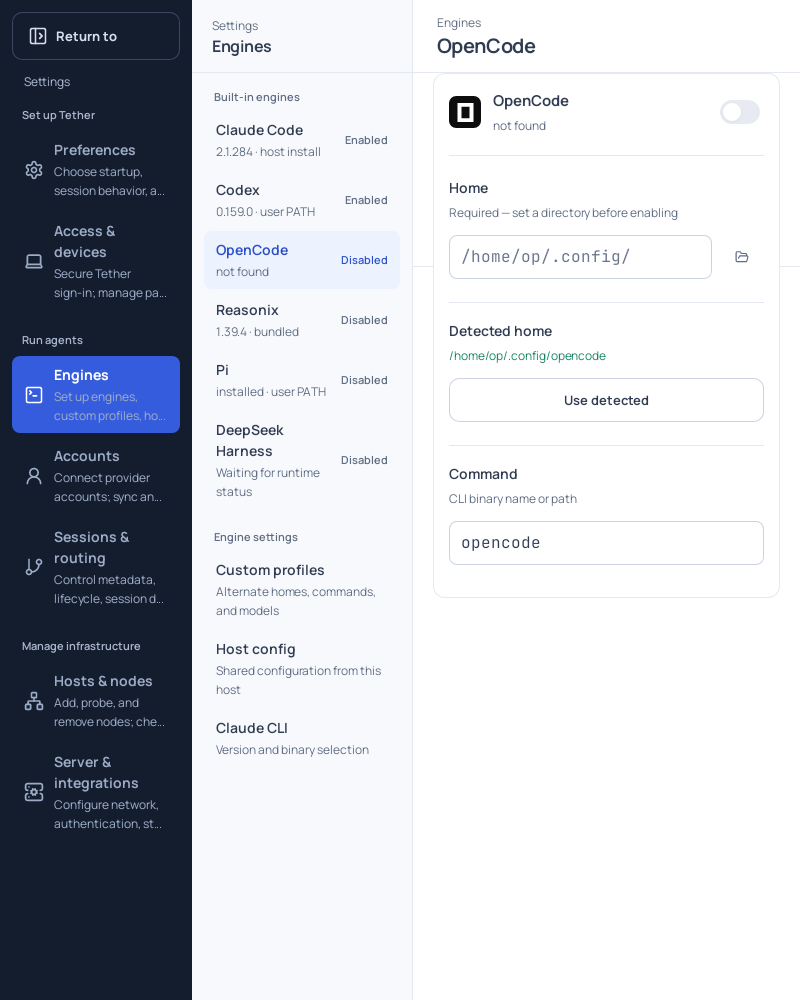 Return to
Settings
Set up Tether
Preferences
Choose startup,
session behavior, a...
Access &
devices
Secure Tether
sign-in; manage pa...
Run agents
Engines
Set up engines,
custom profiles, ho...
Accounts
Connect provider
accounts; sync an...
Sessions &
routing
Control metadata,
lifecycle, session d...
Manage infrastructure
Hosts & nodes
Add, probe, and
remove nodes; che...
Server &
integrations
Configure network,
authentication, st...
Settings
Engines
Built-in engines
Claude Code
2.1.284 · host install
Enabled
Codex
0.159.0 · user PATH
Enabled
OpenCode
not found
Disabled
Reasonix
1.39.4 · bundled
Disabled
Pi
installed · user PATH
Disabled
DeepSeek
Harness
Waiting for runtime
status
Disabled
Engine settings
Custom profiles
Alternate homes, commands,
and models
Host config
Shared configuration from this
host
Claude CLI
Version and binary selection
Engines
OpenCode
OpenCode
not found
Home
Required — set a directory before enabling
/home/op/.config/
Detected home
/home/op/.config/opencode
Use detected
Command
CLI binary name or path
opencode